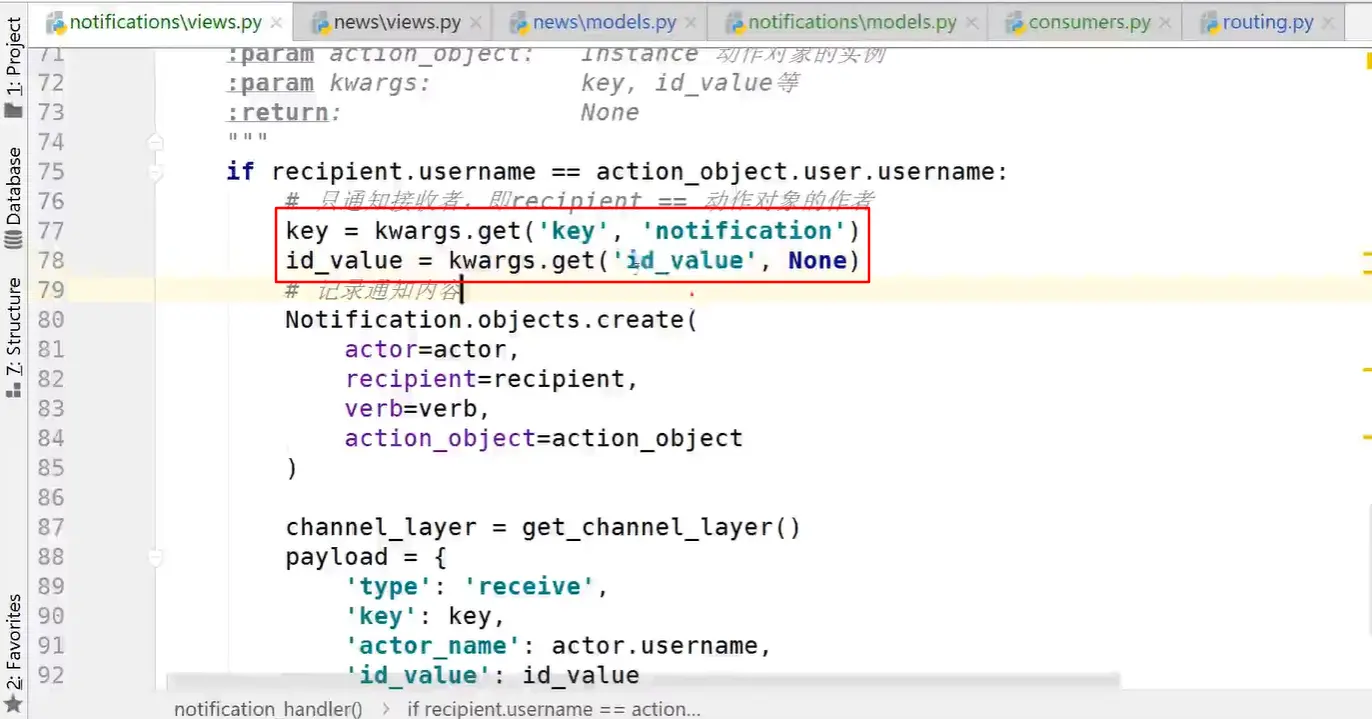 notifications\views.py news\views.py news\models.py notifications\models.py consumers.py routing.py
1: Project
Database
Z: Structure
2: Favorites
71 :param action_object: Instance 动作对象的实例
72 :param kwargs: key, id_value等
73 :return: None
74 """
75 if recipient.username == action_object.user.username:
76 # 只通知接收者，即recipient == 动作对象的作者
77 key = kwargs.get('key', 'notification')
78 id_value = kwargs.get('id_value', None)
79 # 记录通知内容
80 Notification.objects.create(
81 actor=actor,
82 recipient=recipient,
83 verb=verb,
84 action_object=action_object
85 )
86
87 channel_layer = get_channel_layer()
88 payload = {
89 'type': 'receive',
90 'key': key,
91 'actor_name': actor.username,
92 'id_value': id_value
notification_handler() › if recipient.username == action...